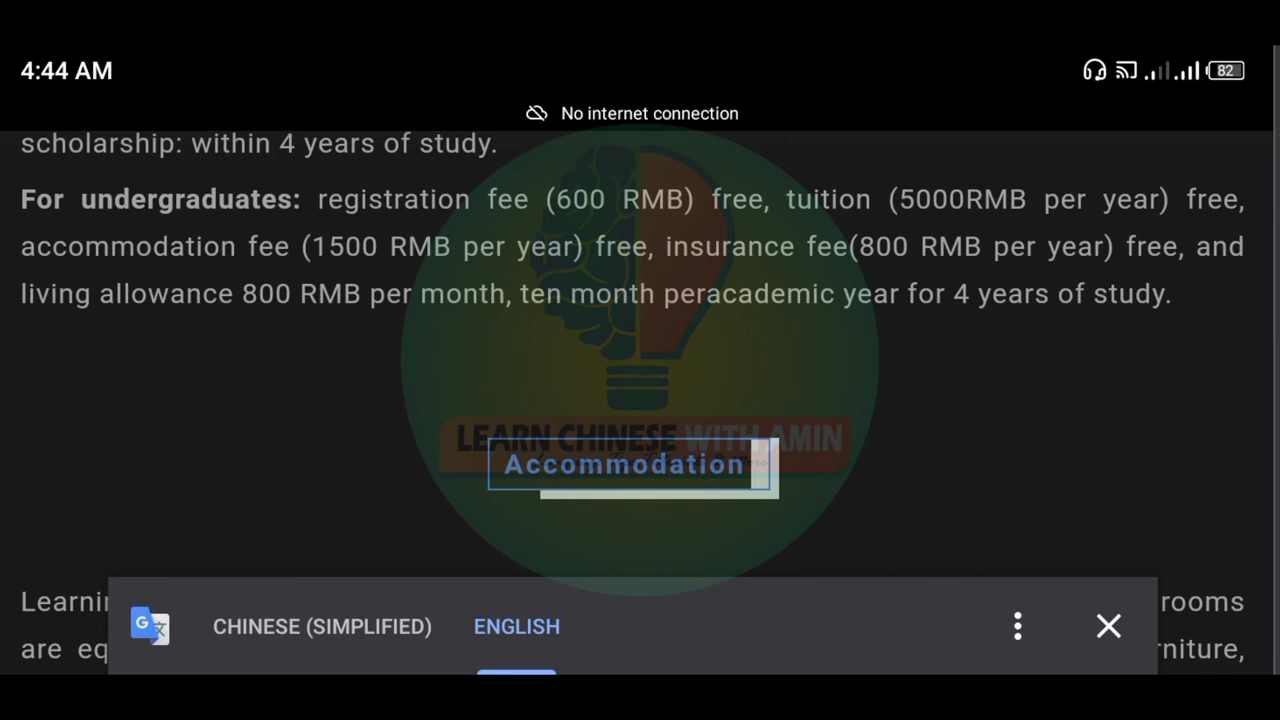 4:44 AM
82
No internet connection
scholarship: within 4 years of study.
For undergraduates: registration fee (600 RMB) free, tuition (5000RMB per year) free,
accommodation fee (1500 RMB per year) free, insurance fee(800 RMB per year) free, and
living allowance 800 RMB per month, ten month peracademic year for 4 years of study.
LEARN CHINESE WITH AMIN
Accommodation
rooms
are
G 文
CHINESE (SIMPLIFIED) ENGLISH